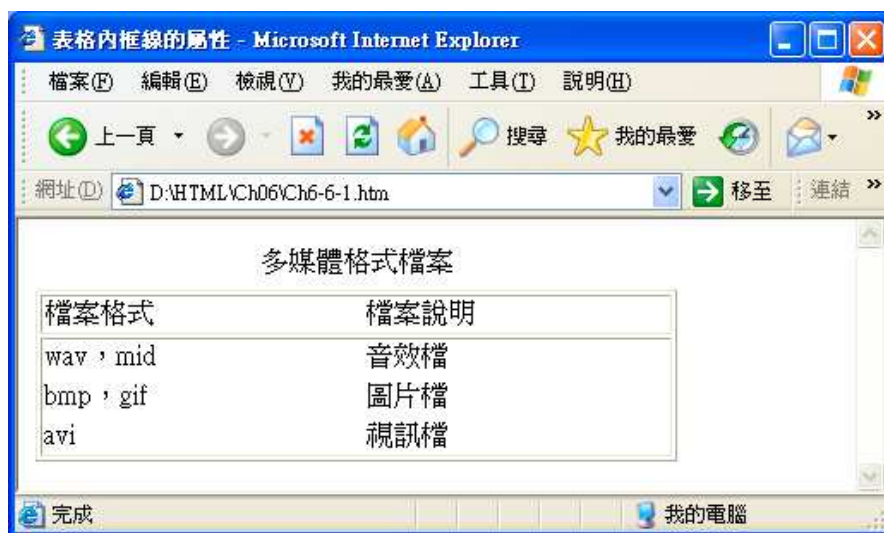 表格內框線的屬性 - Microsoft Internet Explorer
檔案(F) 編輯(E) 檢視(V) 我的最愛(A) 工具(T) 說明(H)
上一頁 搜尋 我的最愛 »
網址(D) D:\HTML\Ch06\Ch6-6-1.htm 移至 連結 »
多媒體格式檔案
檔案格式 檔案說明
wav，mid 音效檔
bmp，gif 圖片檔
avi 視訊檔
完成 我的電腦